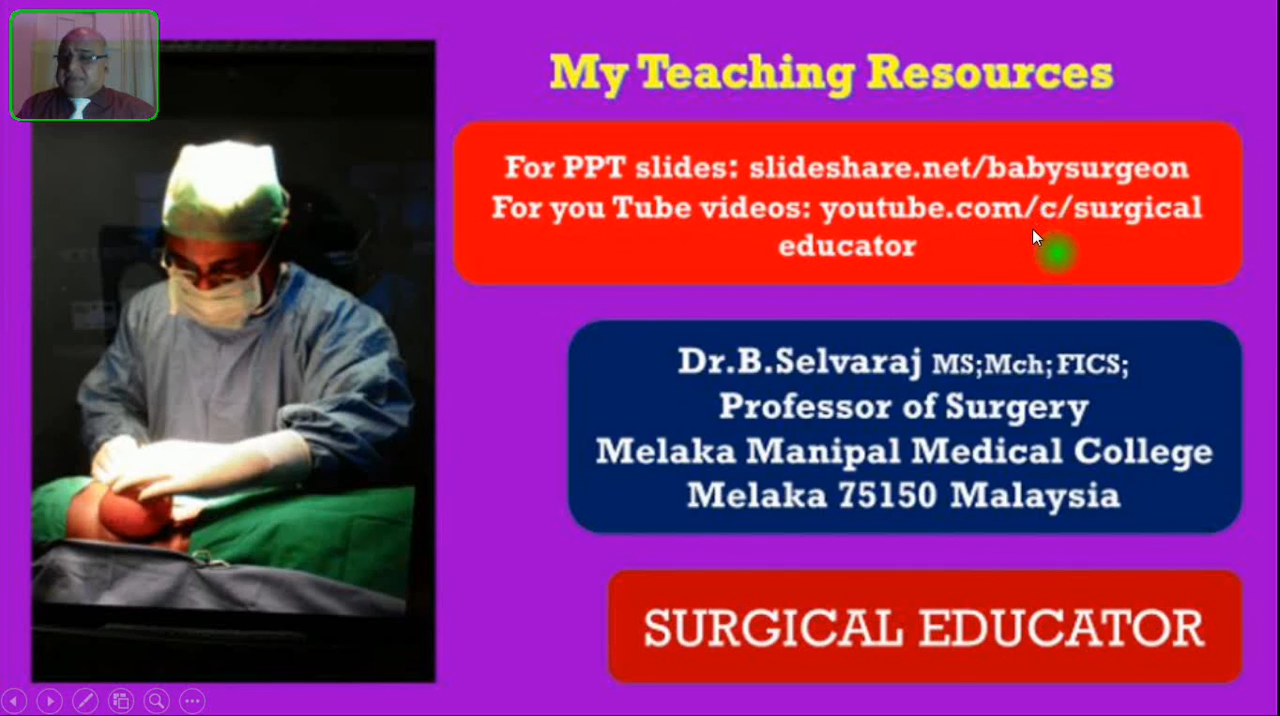 My Teaching Resources
For PPT slides: slideshare.net/babysurgeon
For you Tube videos: youtube.com/c/surgical
educator
Dr.B.Selvaraj MS;Mch;FICS;
Professor of Surgery
Melaka Manipal Medical College
Melaka 75150 Malaysia
SURGICAL EDUCATOR